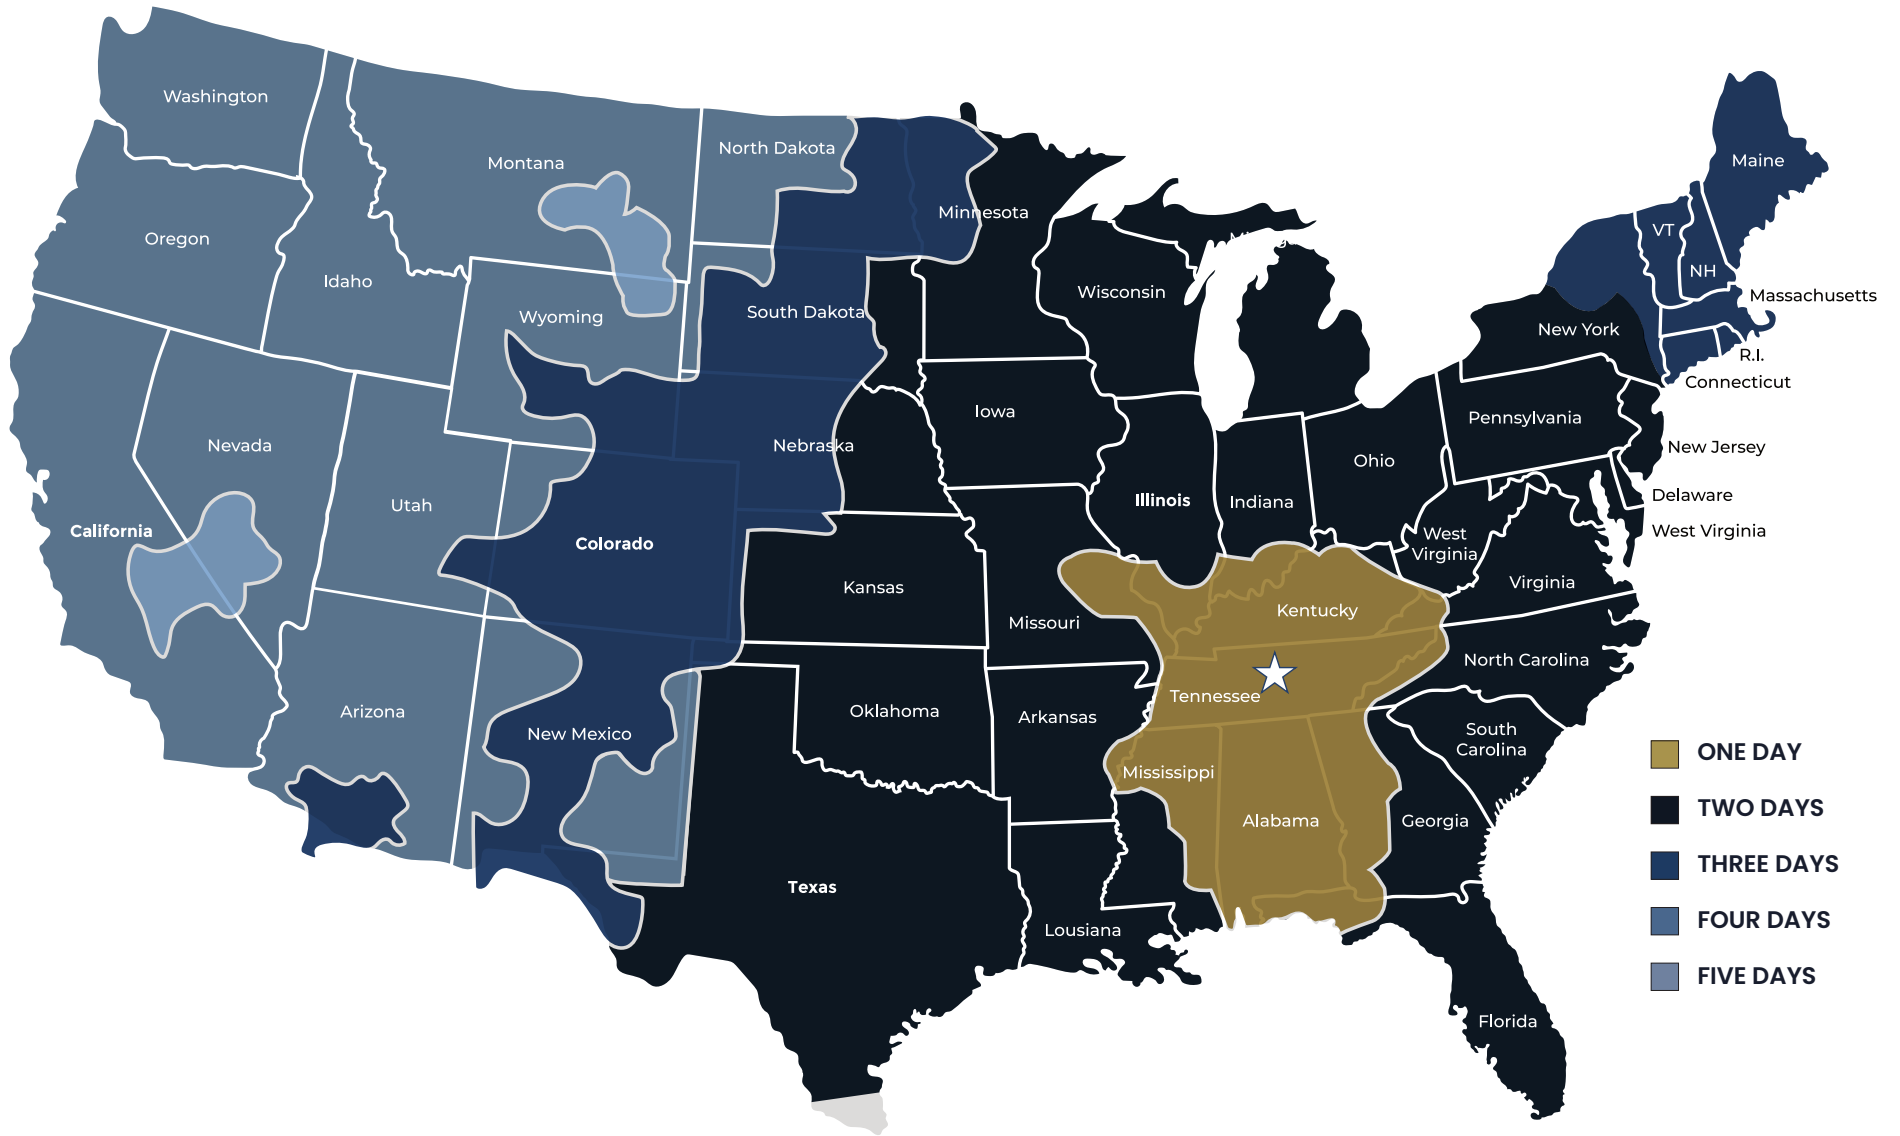 Washington
Montana
North Dakota
Minnesota
Oregon
Idaho
Wyoming
South Dakota
Wisconsin
Maine
VT
NH
Massachusetts
New York
R.I.
Connecticut
Nevada
Utah
California
Colorado
Nebraska
Iowa
Illinois
Indiana
Ohio
Pennsylvania
New Jersey
Delaware
West Virginia
West
Virginia
Virginia
Kansas
Missouri
Kentucky
North Carolina
Tennessee
Arizona
New Mexico
Oklahoma
Arkansas
South
Carolina
Mississippi
Alabama
Georgia
Texas
Lousiana
Florida
ONE DAY
TWO DAYS
THREE DAYS
FOUR DAYS
FIVE DAYS